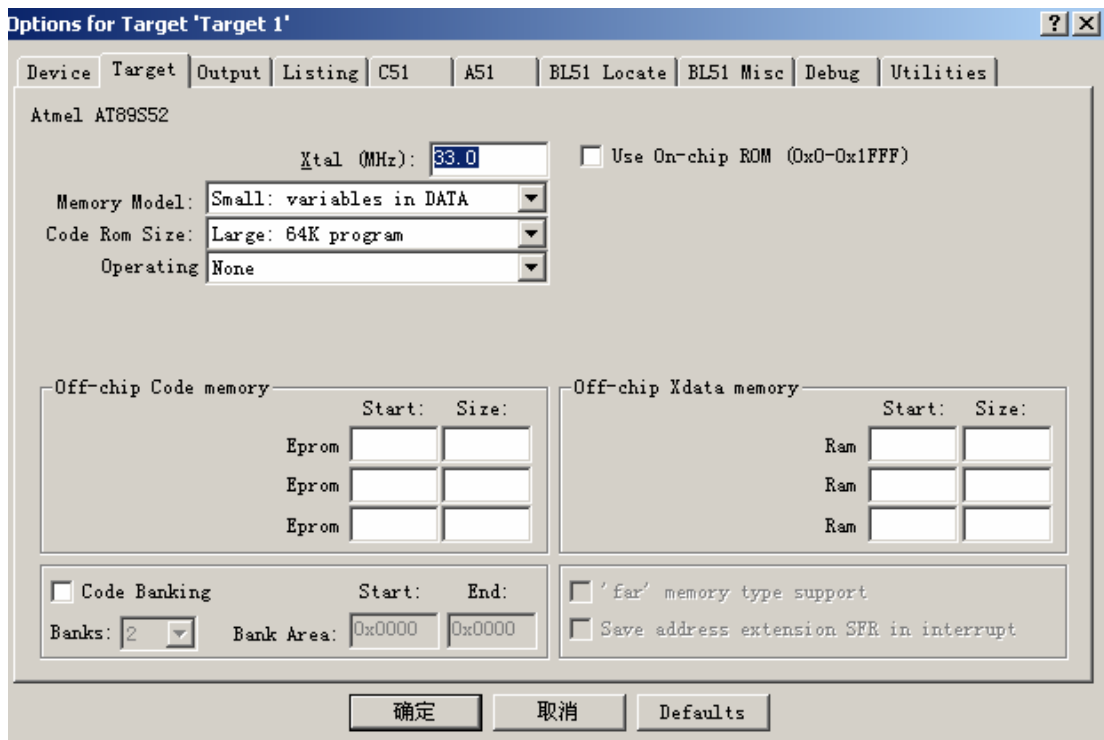 Options for Target 'Target 1'
Device Target Output Listing C51 A51 BL51 Locate BL51 Misc Debug Utilities
Atmel AT89S52
Xtal (MHz): 33.0 Use On-chip ROM (0x0-0x1FFF)
Memory Model: Small: variables in DATA
Code Rom Size: Large: 64K program
Operating None
Off-chip Code memory Off-chip Xdata memory
Start: Size: Start: Size:
Eprom Ram
Eprom Ram
Eprom Ram
Code Banking Start: End: 'far' memory type support
Banks: 2 Bank Area: 0x0000 0x0000 Save address extension SFR in interrupt
确定 取消 Defaults